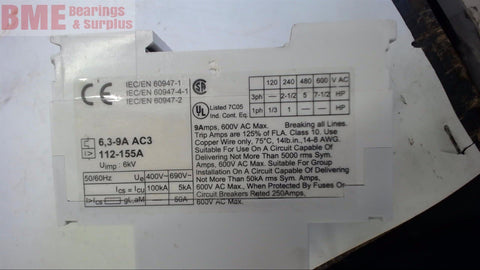 BME Bearings
& Surplus
CE
IEC/EN 60947-1
IEC/EN 60947-4-1
IEC/EN 60947-2
UL Listed 7C05
Ind. Cont. Eq.
120 240 480 600 V AC
3ph — 2-1/2 5 7-1/2 HP
1ph 1/3 1 — — HP
6,3-9A AC3
112-155A
Uimp : 6kV
50/60Hz Ue 400V~ 690V~
Ics = Icu 100kA 5kA
>Ics gL,aM — 50A
9Amps, 600V AC Max. Breaking all Lines.
Trip Amps are 125% of FLA. Class 10. Use
Copper Wire only, 75°C, 14lb.in., 14-8 AWG.
Suitable For Use On A Circuit Capable Of
Delivering Not More Than 5000 rms Sym.
Amps, 600V AC Max. Suitable For Group
Installation On A Circuit Capable Of Delivering
Not More Than 50kA rms Sym. Amps,
600V AC Max., When Protected By Fuses Or
Circuit Breakers Rated 250Amps,
600V AC Max.